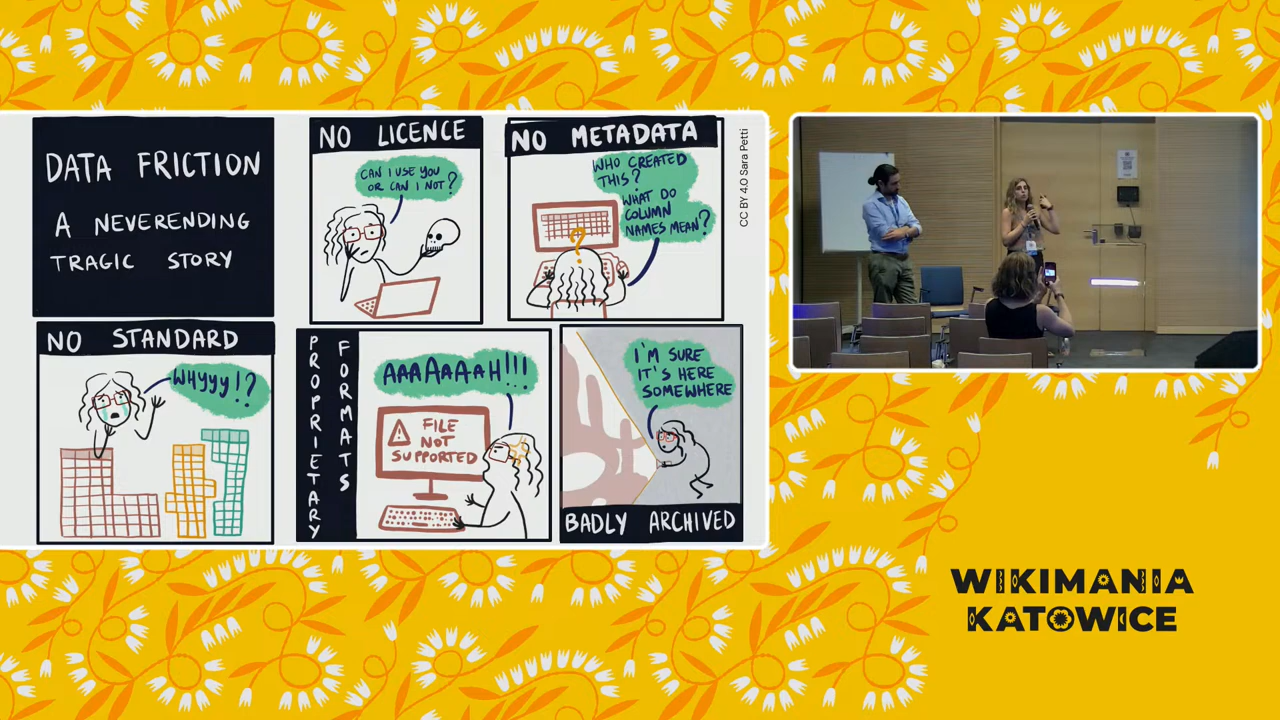 DATA FRICTION
A NEVERENDING
TRAGIC STORY
NO LICENCE
CAN I USE YOU
OR CAN I NOT?
NO METADATA
WHO CREATED
THIS?
WHAT DO
COLUMN
NAMES MEAN?
?
CC BY 4.0 Sara Petti
NO STANDARD
WHYYY!?
PROPRIETARY
FORMATS
AAAAAAAH!!!
FILE
NOT
SUPPORTED
I'M SURE
IT'S HERE
SOMEWHERE
BADLY ARCHIVED
WIKIMANIA
KATOWICE